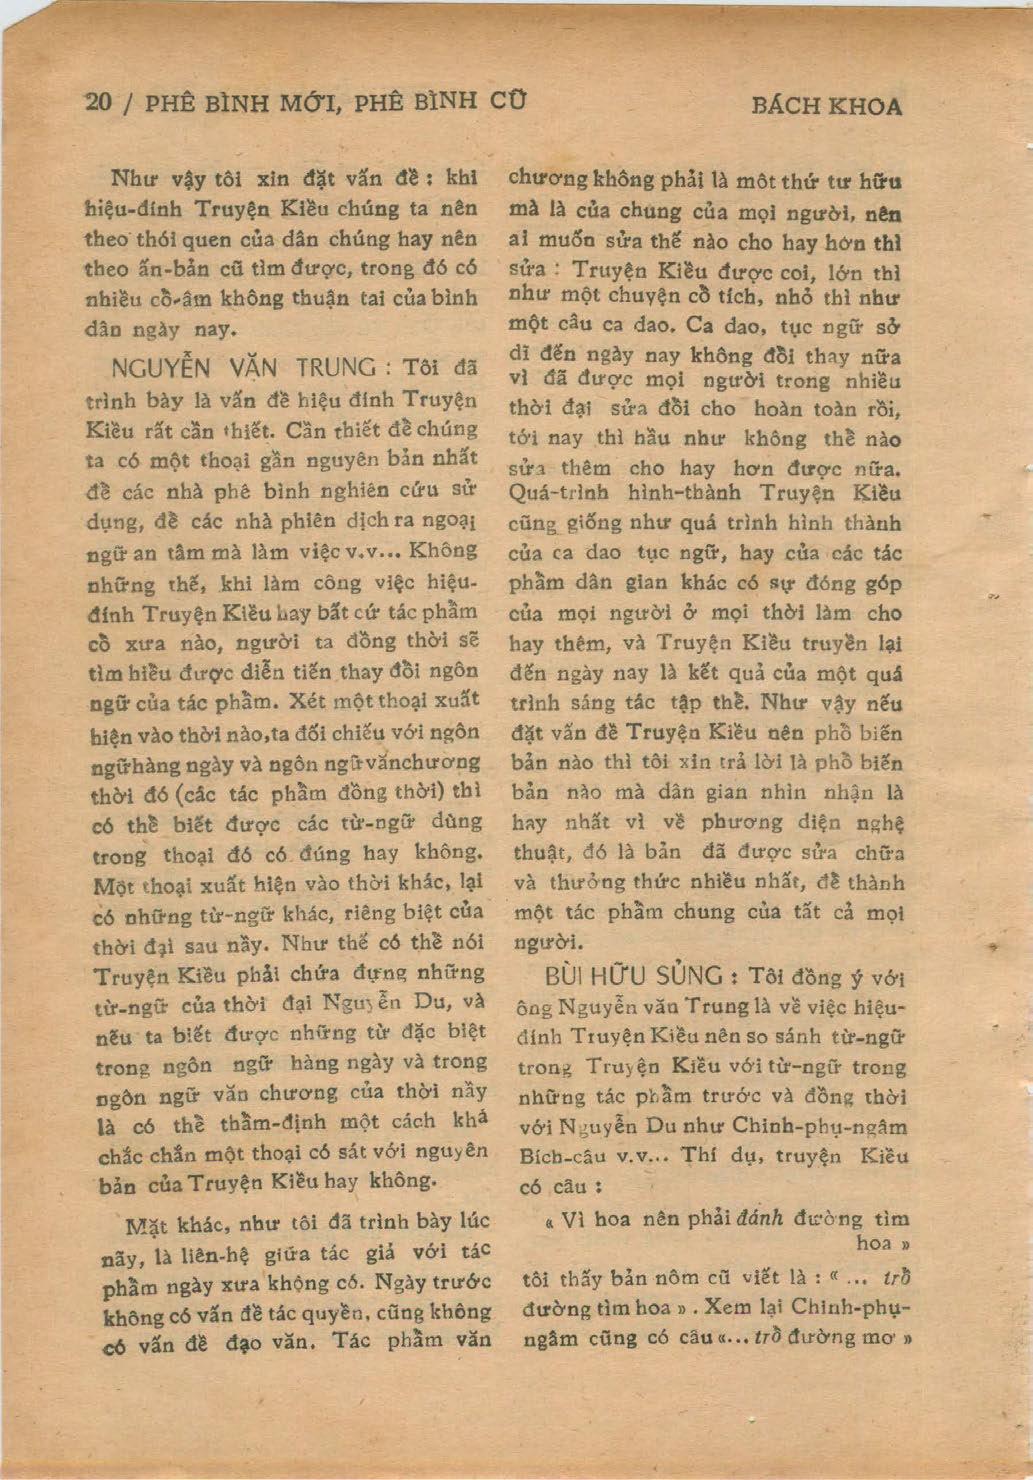 20 / PHÊ BÌNH MỚI, PHÊ BÌNH CŨ
BÁCH KHOA
Như vậy tôi xin đặt vấn đề : khi
hiệu-đính Truyện Kiều chúng ta nên
theo thói quen của dân chúng hay nên
theo ấn-bản cũ tìm được, trong đó có
nhiều cổ-âm không thuận tai của bình
dân ngày nay.
NGUYỄN VĂN TRUNG : Tôi đã
trình bày là vấn đề hiệu đính Truyện
Kiều rất cần thiết. Cần thiết để chúng
ta có một thoại gần nguyên bản nhất
để các nhà phê bình nghiên cứu sử
dụng, để các nhà phiên dịch ra ngoại
ngữ an tâm mà làm việc v.v... Không
những thế, khi làm công việc hiệu-
đính Truyện Kiều hay bất cứ tác phẩm
cổ xưa nào, người ta đồng thời sẽ
tìm hiểu được diễn tiến thay đổi ngôn
ngữ của tác phẩm. Xét một thoại xuất
hiện vào thời nào, ta đối chiếu với ngôn
ngữ hàng ngày và ngôn ngữ văn chương
thời đó (các tác phẩm đồng thời) thì
có thể biết được các từ-ngữ dùng
trong thoại đó có đúng hay không.
Một thoại xuất hiện vào thời khác, lại
có những từ-ngữ khác, riêng biệt của
thời đại sau nầy. Như thế có thể nói
Truyện Kiều phải chứa đựng những
từ-ngữ của thời đại Nguyễn Du, và
nếu ta biết được những từ đặc biệt
trong ngôn ngữ hàng ngày và trong
ngôn ngữ văn chương của thời nầy
là có thể thẩm-định một cách khá
chắc chắn một thoại có sát với nguyên
bản của Truyện Kiều hay không.
Mặt khác, như tôi đã trình bày lúc
nãy, là liên-hệ giữa tác giả với tác
phẩm ngày xưa không có. Ngày trước
không có vấn đề tác quyền, cũng không
có vấn đề đạo văn. Tác phẩm văn
chương không phải là môt thứ tư hữu
mà là của chung của mọi người, nên
ai muốn sửa thế nào cho hay hơn thì
sửa : Truyện Kiều được coi, lớn thì
như một chuyện cổ tích, nhỏ thì như
một câu ca dao. Ca dao, tục ngữ sở
dĩ đến ngày nay không đổi thay nữa
vì đã được mọi người trong nhiều
thời đại sửa đổi cho hoàn toàn rồi,
tới nay thì hầu như không thể nào
sửa thêm cho hay hơn được nữa.
Quá-trình hình-thành Truyện Kiều
cũng giống như quá trình hình thành
của ca dao tục ngữ, hay của các tác
phẩm dân gian khác có sự đóng góp
của mọi người ở mọi thời làm cho
hay thêm, và Truyện Kiều truyền lại
đến ngày nay là kết quả của một quá
trình sáng tác tập thể. Như vậy nếu
đặt vấn đề Truyện Kiều nên phổ biến
bản nào thì tôi xin trả lời là phổ biến
bản nào mà dân gian nhìn nhận là
hay nhất vì về phương diện nghệ
thuật, đó là bản đã được sửa chữa
và thưởng thức nhiều nhất, để thành
một tác phẩm chung của tất cả mọi
người.
BÙI HỮU SỦNG : Tôi đồng ý với
ông Nguyễn văn Trung là về việc hiệu-
đính Truyện Kiều nên so sánh từ-ngữ
trong Truyện Kiều với từ-ngữ trong
những tác phẩm trước và đồng thời
với Nguyễn Du như Chinh-phụ-ngâm
Bích-câu v.v... Thí dụ, truyện Kiều
có câu :
« Vì hoa nên phải đánh đường tìm
hoa »
tôi thấy bản nôm cũ viết là : « ... trổ
đường tìm hoa ». Xem lại Chinh-phụ-
ngâm cũng có câu «... trổ đường mơ »